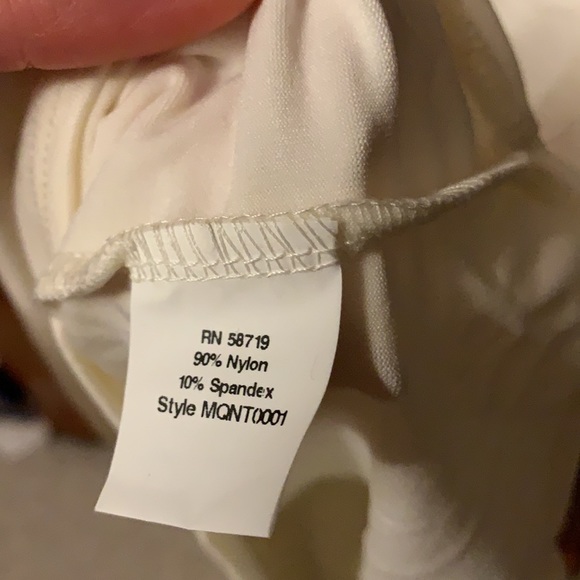 RN 58719
90% Nylon
10% Spandex
Style MQNT0001